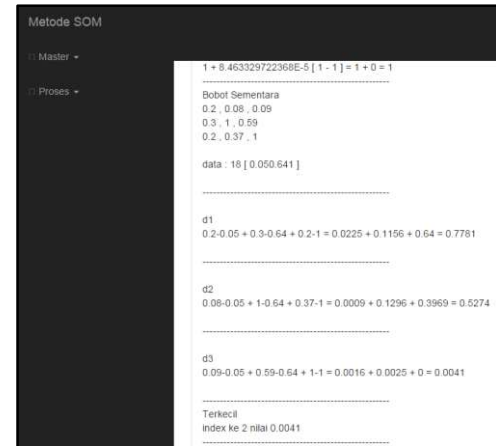 Metode SOM
Master
Proses
1 + 8.463329722368E-5 [ 1 - 1 ] = 1 + 0 = 1
------------------------------------------------------
Bobot Sementara
0.2 , 0.08 , 0.09
0.3 , 1 , 0.59
0.2 , 0.37 , 1
data : 18 [ 0.050.641 ]
------------------------------------------------------
d1
0.2-0.05 + 0.3-0.64 + 0.2-1 = 0.0225 + 0.1156 + 0.64 = 0.7781
------------------------------------------------------
d2
0.08-0.05 + 1-0.64 + 0.37-1 = 0.0009 + 0.1296 + 0.3969 = 0.5274
------------------------------------------------------
d3
0.09-0.05 + 0.59-0.64 + 1-1 = 0.0016 + 0.0025 + 0 = 0.0041
------------------------------------------------------
Terkecil
index ke 2 nilai 0.0041
------------------------------------------------------